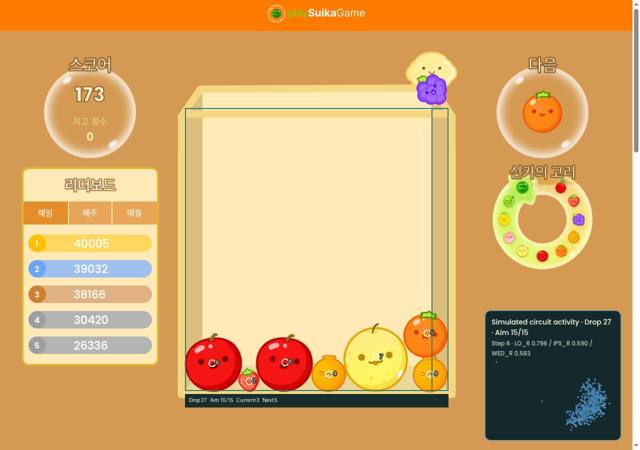 playSuikaGame
스코어
173
최고 점수
0
다음
리더보드
매일
매주
매월
1 40005
2 39032
3 38166
4 30420
5 26336
신카의 고리
Simulated circuit activity · Drop 27
· Aim 15/15
Step 6 · LO_R 0.796 / IPS_R 0.590 /
WED_R 0.583
Drop27 Aim 15/15 Current3 Next5